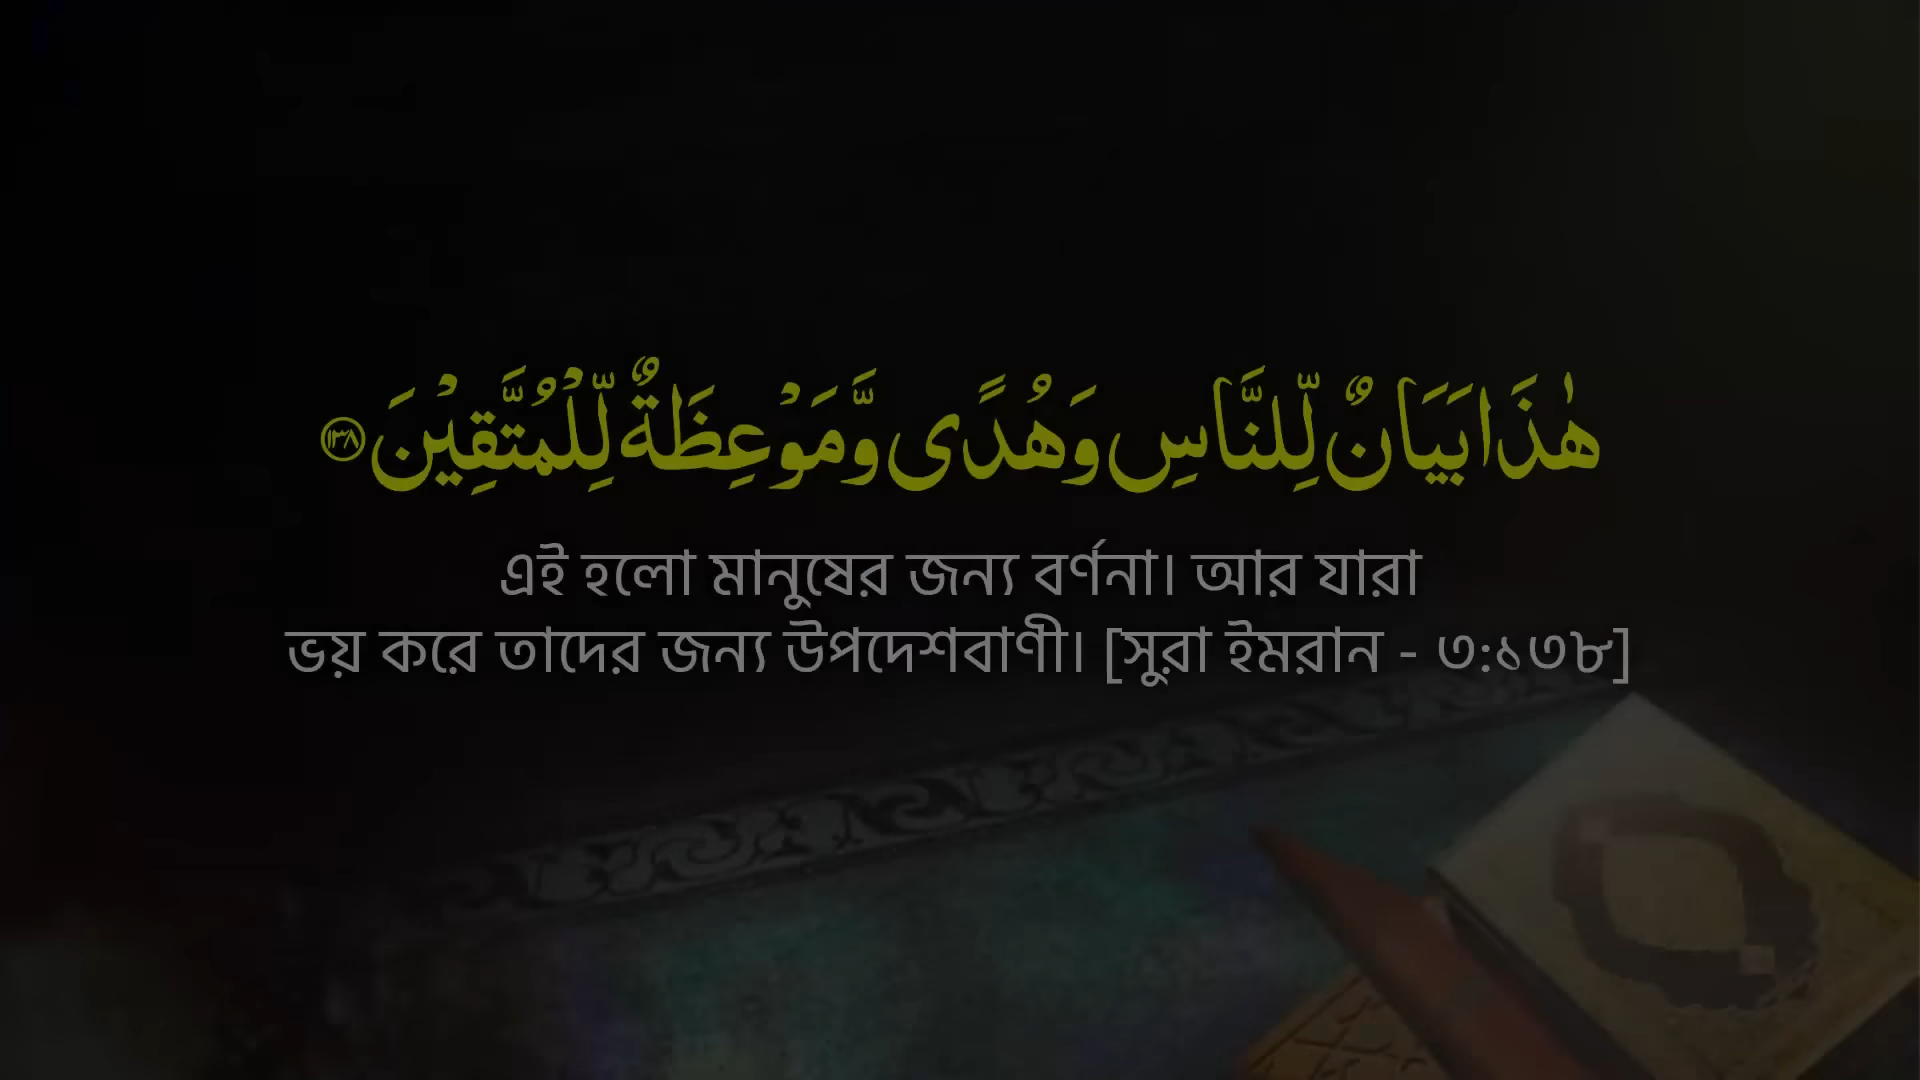 هٰذَا بَيَانٌ لِّلنَّاسِ وَهُدًى وَّمَوْعِظَةٌ لِّلْمُتَّقِيْنَ ١٣٨
এই হলো মানুষের জন্য বর্ণনা। আর যারা
ভয় করে তাদের জন্য উপদেশবাণী। [সুরা ইমরান - ৩:১৩৮]